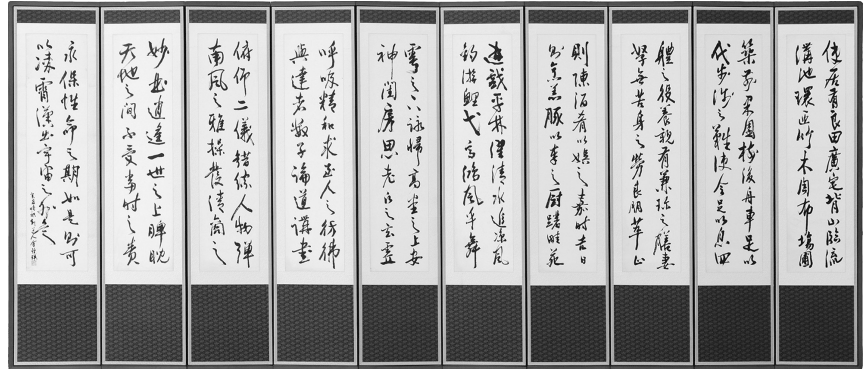 使居有良田廣宅背山臨流
溝池環匝竹木周布場圃
築前果園樹後舟車足以
代步涉之難使令足以息四
體之役養親有兼珍之膳妻
孥無苦身之勞良朋萃止
則陳酒肴以娛之嘉時吉日
則烹羔豚以奉之厨躇畦苑
遊戲平林濯清水追凉風
釣游鯉弋高鴻風乎舞
雩之下詠歸高堂之上安
神閨房思老氏之玄虛
呼吸精和求至人之彷彿
與達者數子論道講書
俯仰二儀錯綜人物彈
南風之雅操發清商之
妙曲逍遙一世之上睥睨
天地之間不受當時之責
永保性命之期如是則可
以凌霄漢出宇宙之外矣